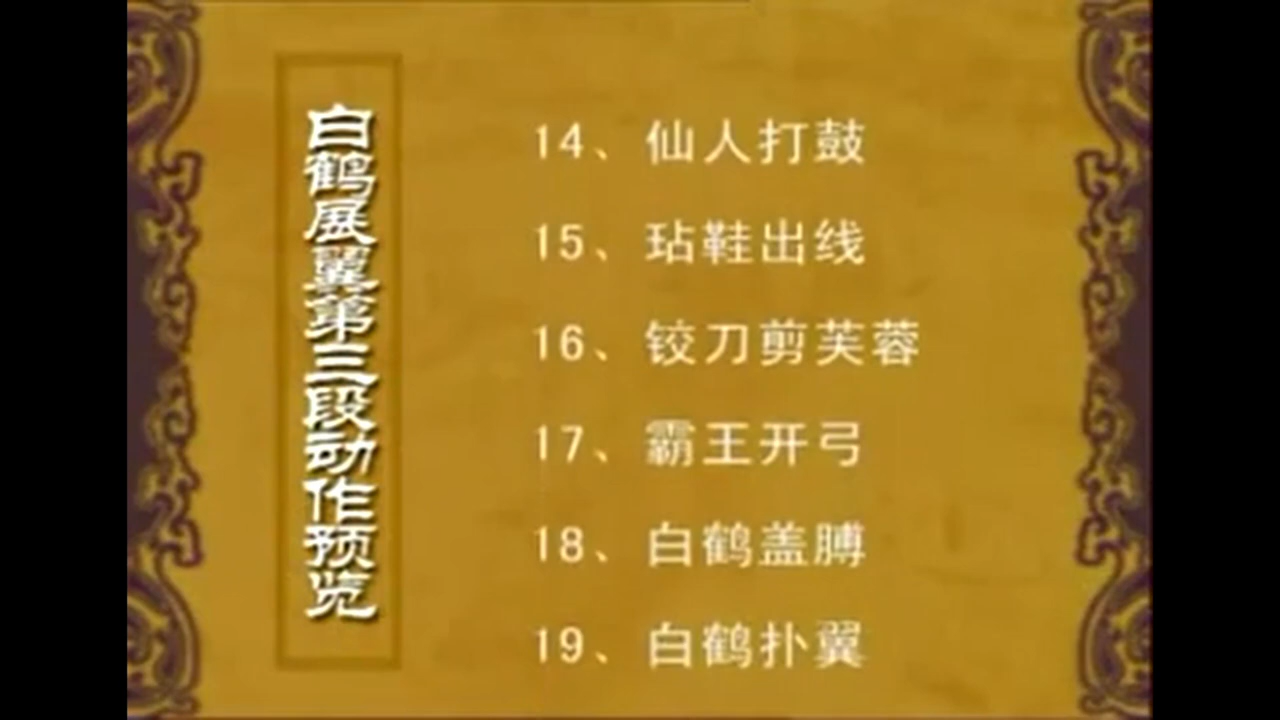 白鹤展翼第三段动作预览
14、仙人打鼓
15、玷鞋出线
16、铰刀剪芙蓉
17、霸王开弓
18、白鹤盖膊
19、白鹤扑翼